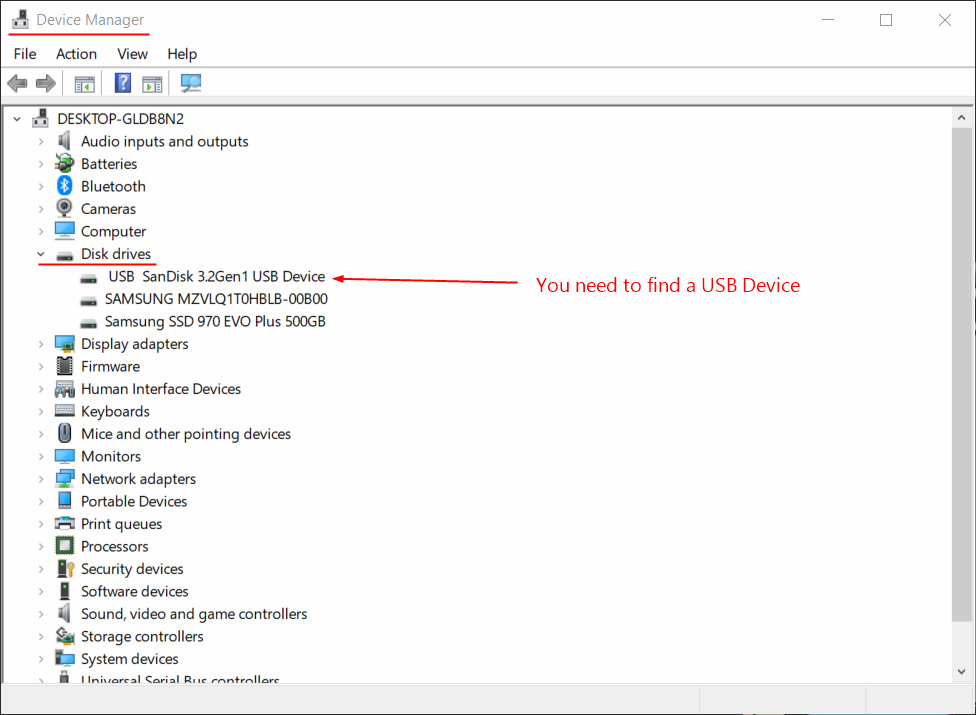 Device Manager
File Action View Help
DESKTOP-GLDB8N2
Audio inputs and outputs
Batteries
Bluetooth
Cameras
Computer
Disk drives
USB  SanDisk 3.2Gen1 USB Device
You need to find a USB Device
SAMSUNG MZVLQ1T0HBLB-00B00
Samsung SSD 970 EVO Plus 500GB
Display adapters
Firmware
Human Interface Devices
Keyboards
Mice and other pointing devices
Monitors
Network adapters
Portable Devices
Print queues
Processors
Security devices
Software devices
Sound, video and game controllers
Storage controllers
System devices
Universal Serial Bus controllers